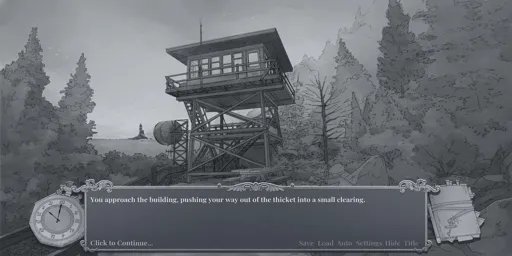 You approach the building, pushing your way out of the thicket into a small clearing.
Click to Continue...
Save Load Auto Settings Hide Title